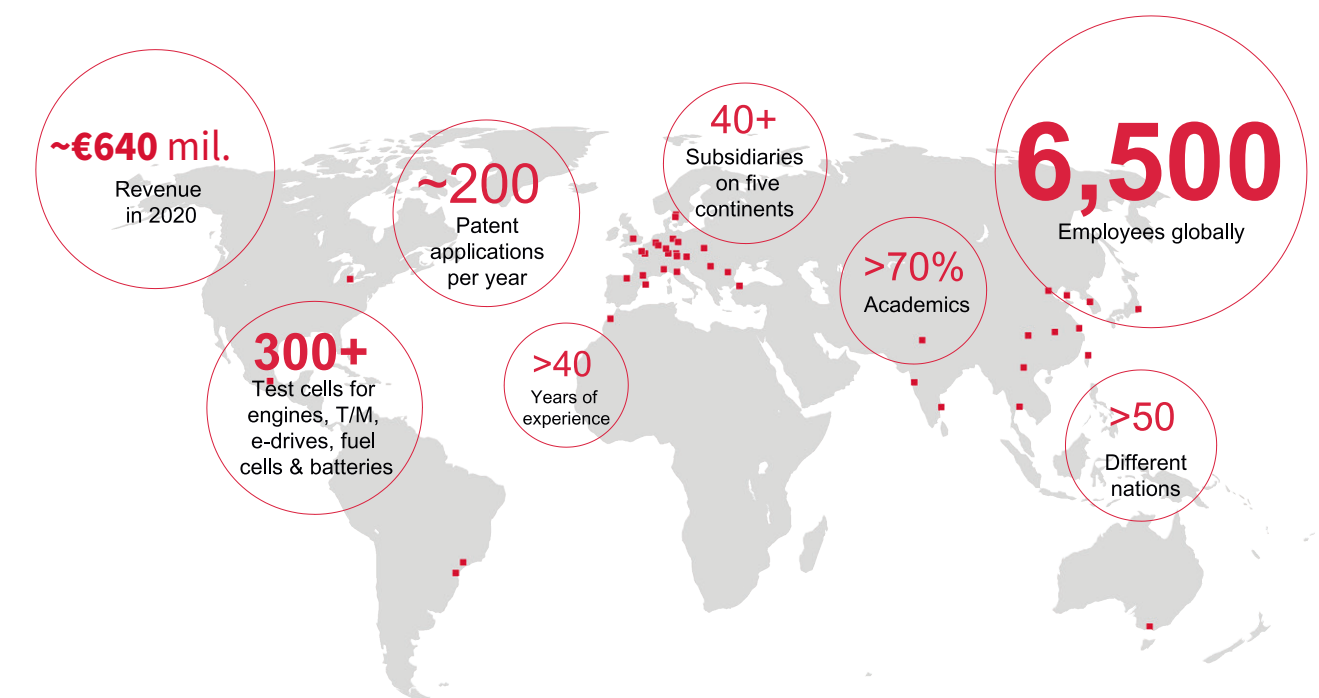 ~€640 mil.
Revenue
in 2020
~200
Patent
applications
per year
40+
Subsidiaries
on five
continents
6,500
Employees globally
>70%
Academics
300+
Test cells for
engines, T/M,
e-drives, fuel
cells & batteries
>40
Years of
experience
>50
Different
nations